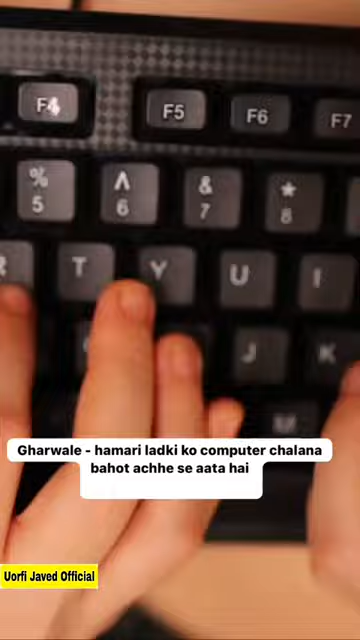 F4 F5 F6 F7
% ^ & *
5 6 7 8
R T Y U I
J K
M
Gharwale - hamari ladki ko computer chalana
bahot achhe se aata hai
Uorfi Javed Official